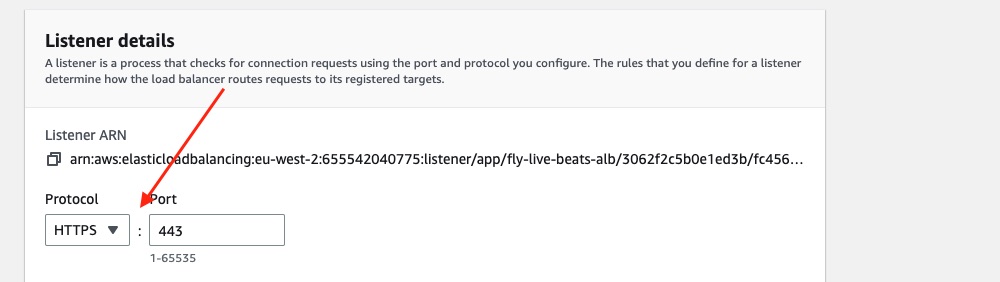 Listener details
A listener is a process that checks for connection requests using the port and protocol you configure. The rules that you define for a listener
determine how the load balancer routes requests to its registered targets.
Listener ARN
arn:aws:elasticloadbalancing:eu-west-2:655542040775:listener/app/fly-live-beats-alb/3062f2c5b0e1ed3b/fc456...
Protocol Port
HTTPS : 443
1-65535